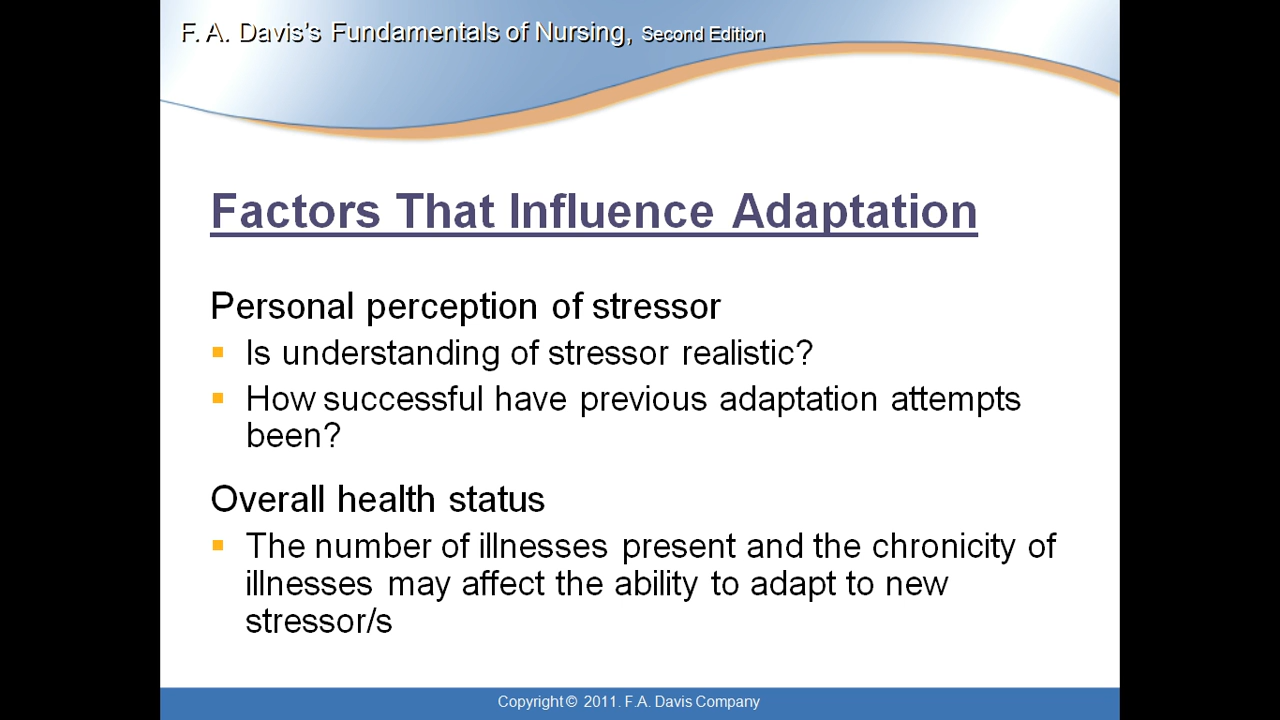 F. A. Davis's Fundamentals of Nursing, Second Edition
Factors That Influence Adaptation
Personal perception of stressor
Is understanding of stressor realistic?
How successful have previous adaptation attempts
been?
Overall health status
The number of illnesses present and the chronicity of
illnesses may affect the ability to adapt to new
stressor/s
Copyright © 2011. F.A. Davis Company